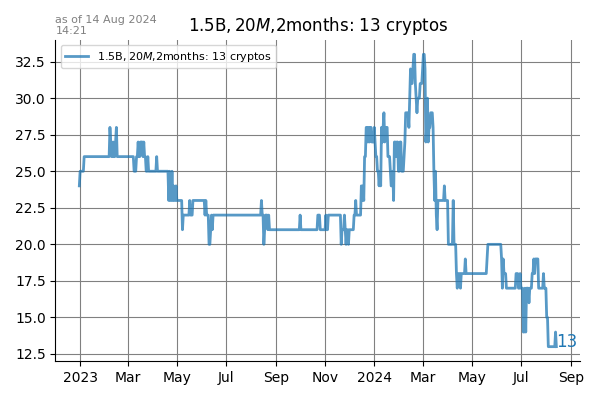 as of 14 Aug 2024
14:21
1.5B, 20M,2months: 13 cryptos
1.5B, 20M,2months: 13 cryptos
32.5
30.0
27.5
25.0
22.5
20.0
17.5
15.0
12.5
13
2023 Mar May Jul Sep Nov 2024 Mar May Jul Sep